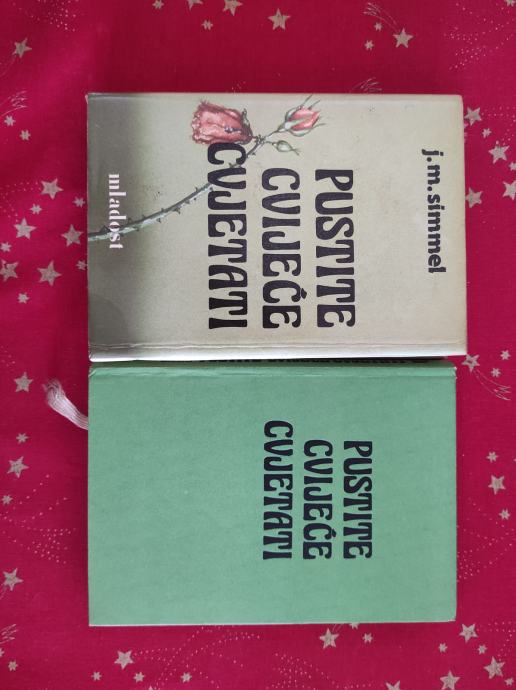 j.m.simmel
PUSTITE
CVIJEĆE
CVJETATI
mladost
PUSTITE
CVIJEĆE
CVJETATI